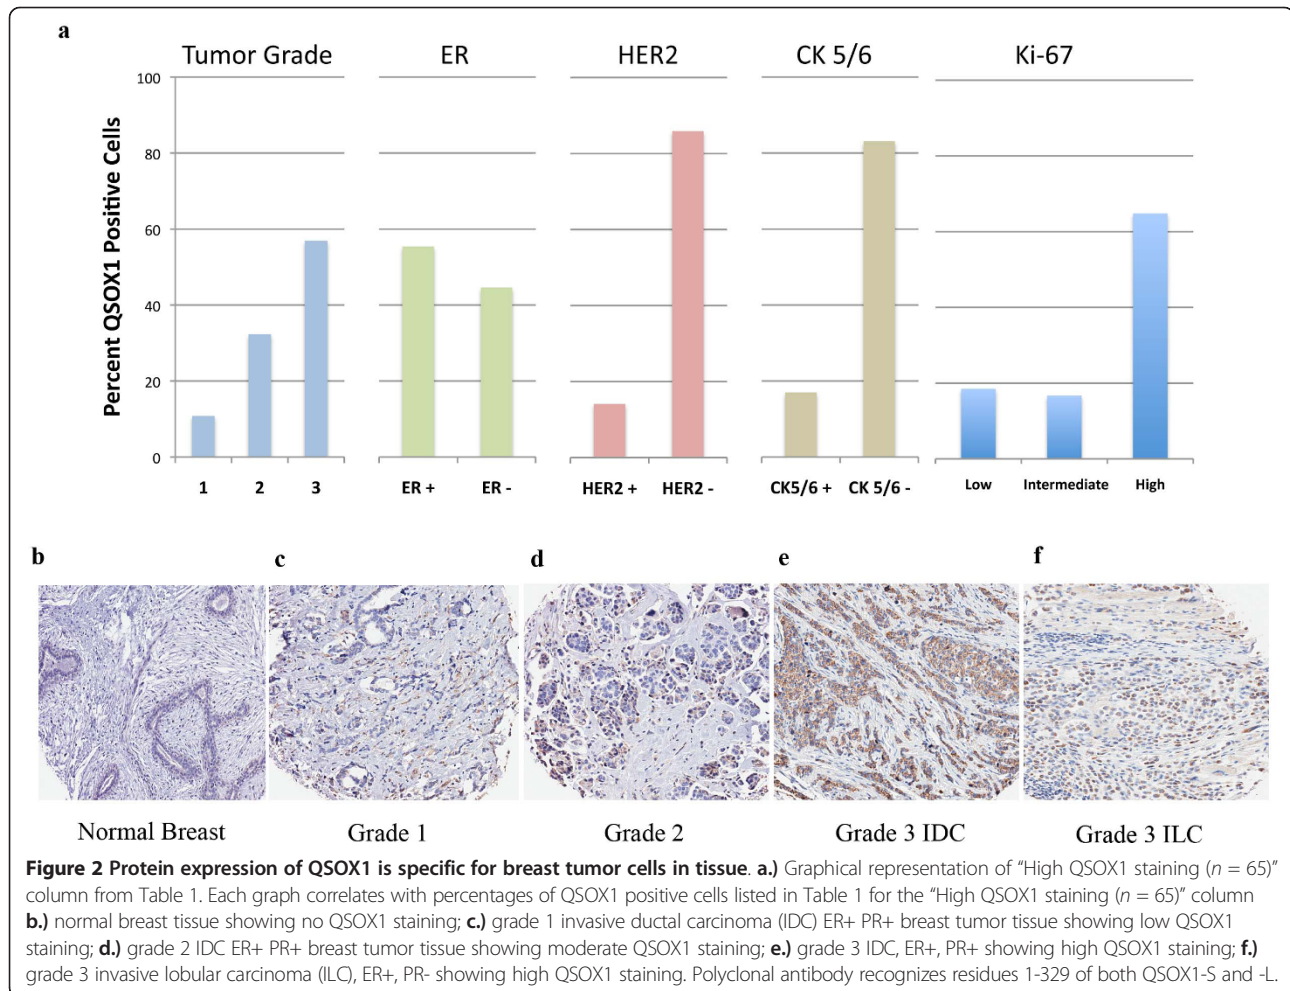 a
Tumor Grade ER HER2 CK 5/6 Ki-67
Percent QSOX1 Positive Cells
100
80
60
40
20
0
1 2 3 ER + ER - HER2 + HER2 - CK5/6 + CK 5/6 - Low Intermediate High
b c d e f
Normal Breast Grade 1 Grade 2 Grade 3 IDC Grade 3 ILC
Figure 2 Protein expression of QSOX1 is specific for breast tumor cells in tissue. a.) Graphical representation of “High QSOX1 staining (n = 65)”
column from Table 1. Each graph correlates with percentages of QSOX1 positive cells listed in Table 1 for the “High QSOX1 staining (n = 65)” column
b.) normal breast tissue showing no QSOX1 staining; c.) grade 1 invasive ductal carcinoma (IDC) ER+ PR+ breast tumor tissue showing low QSOX1
staining; d.) grade 2 IDC ER+ PR+ breast tumor tissue showing moderate QSOX1 staining; e.) grade 3 IDC, ER+, PR+ showing high QSOX1 staining; f.)
grade 3 invasive lobular carcinoma (ILC), ER+, PR- showing high QSOX1 staining. Polyclonal antibody recognizes residues 1-329 of both QSOX1-S and -L.